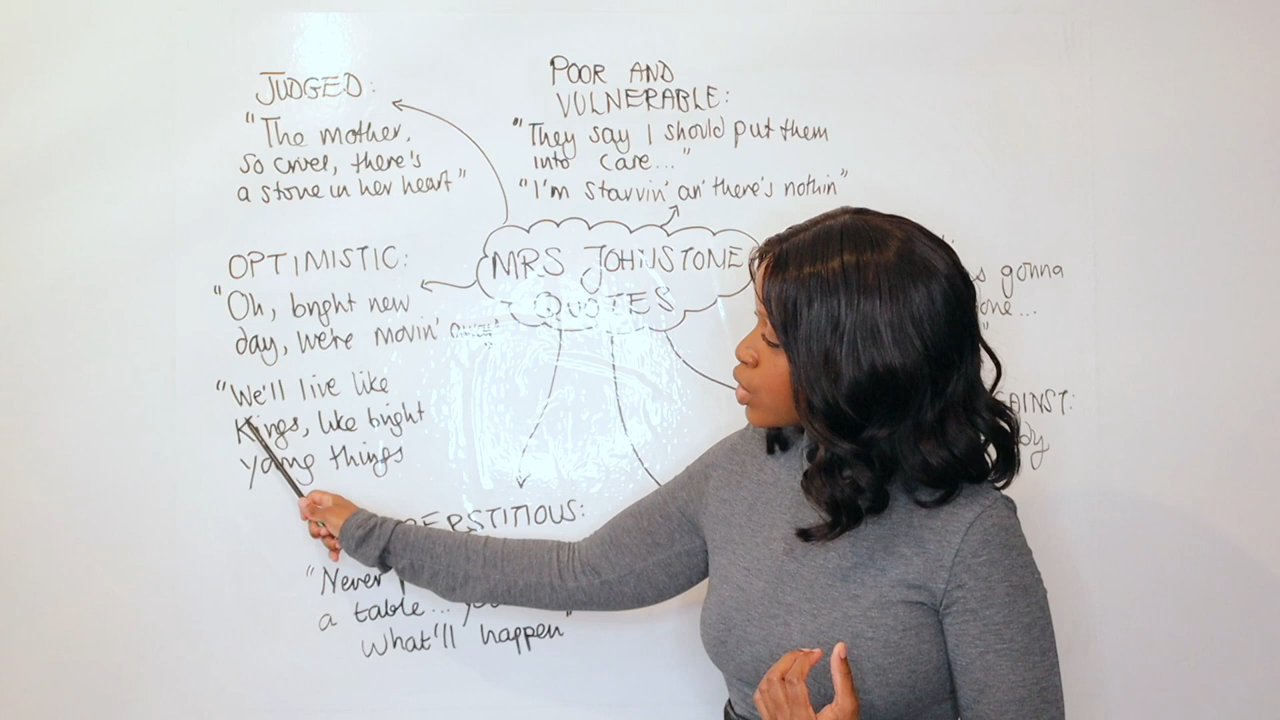 JUDGED:
"The mother,
so cruel, there's
a stone in her heart"
POOR AND
VULNERABLE:
"They say I should put them
into care..."
"I'm starvin' an' there's nothin"
MRS JOHNSTONE
QUOTES
OPTIMISTIC:
"Oh, bright new
day, we're movin' away"
"We'll live like
Kings, like bright
young things
gonna
"Never
a table...
What'll happen"